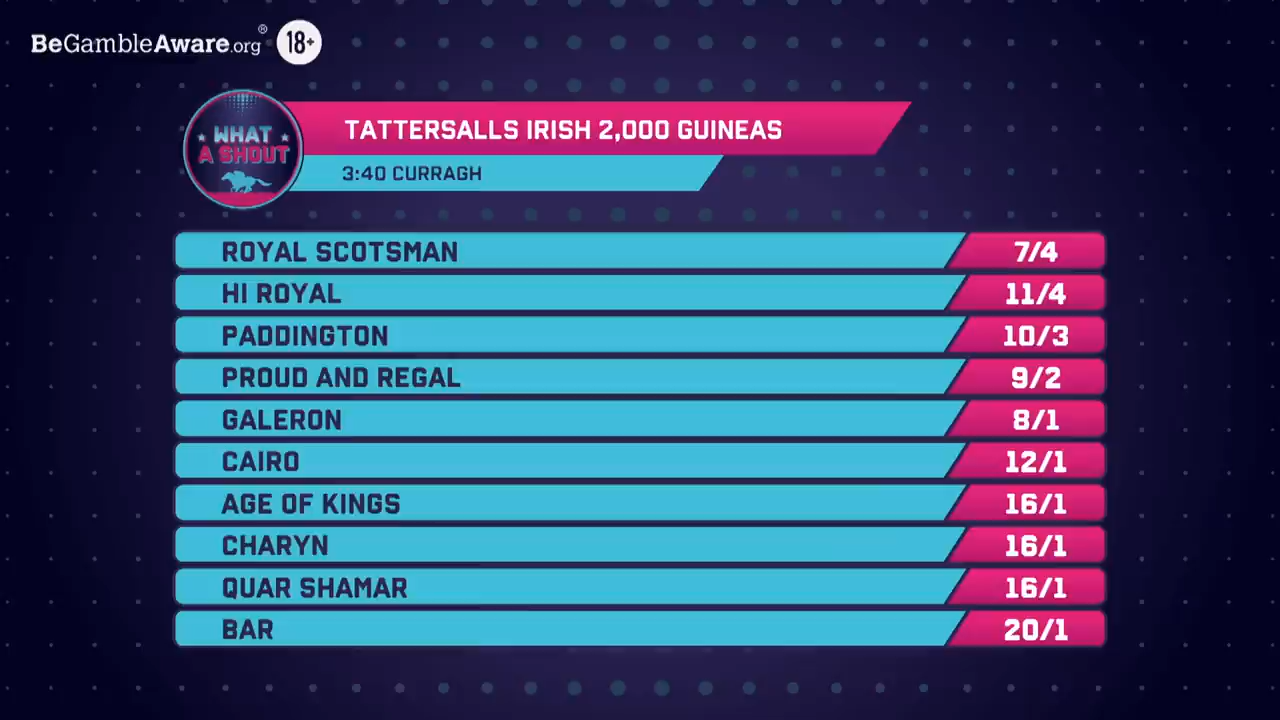 BeGambleAware.org® 18+
WHAT
A SHOUT
TATTERSALLS IRISH 2,000 GUINEAS
3:40 CURRAGH
ROYAL SCOTSMAN 7/4
HI ROYAL 11/4
PADDINGTON 10/3
PROUD AND REGAL 9/2
GALERON 8/1
CAIRO 12/1
AGE OF KINGS 16/1
CHARYN 16/1
QUAR SHAMAR 16/1
BAR 20/1